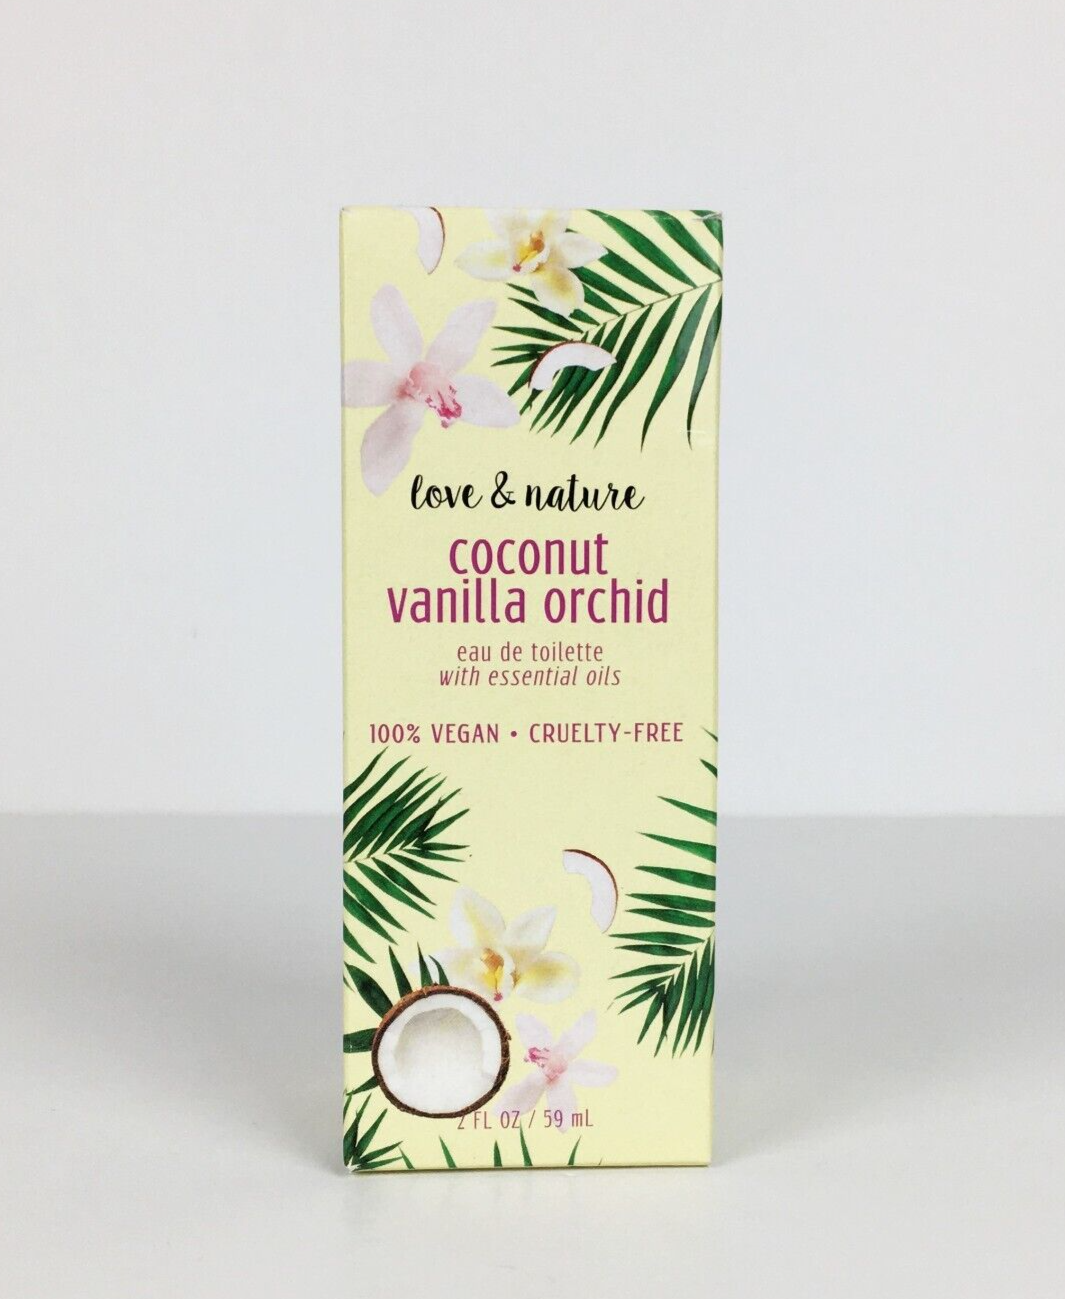 love & nature
coconut
vanilla orchid
eau de toilette
with essential oils
100% VEGAN • CRUELTY-FREE
2 FL OZ / 59 mL